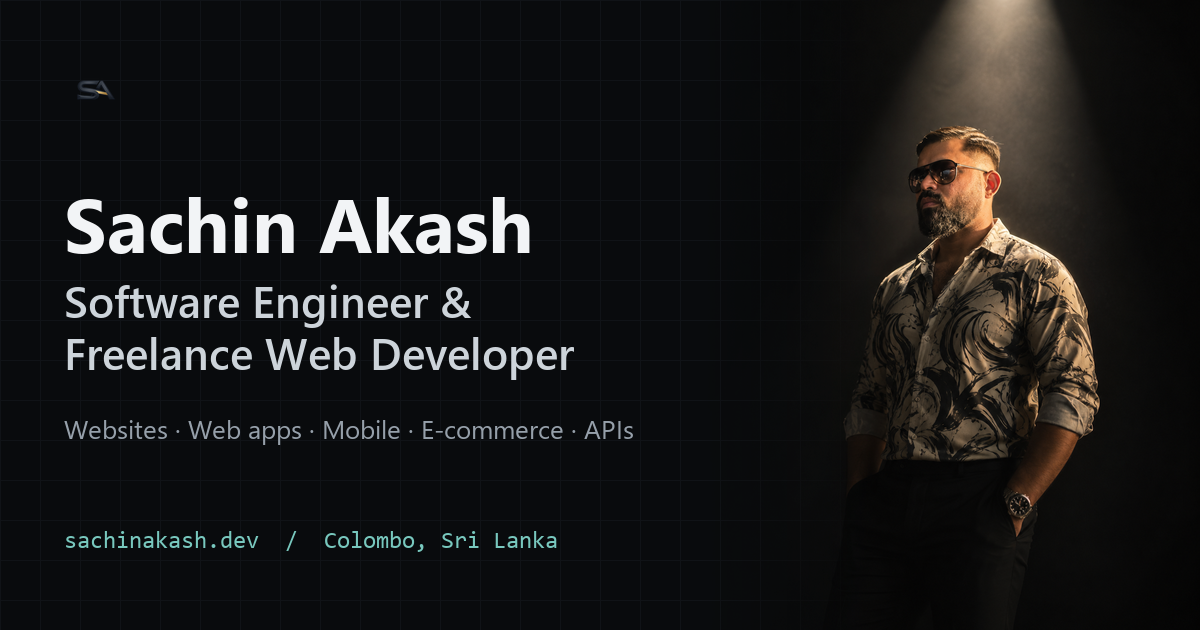 SA
Sachin Akash
Software Engineer &
Freelance Web Developer
Websites · Web apps · Mobile · E-commerce · APIs
sachinakash.dev / Colombo, Sri Lanka